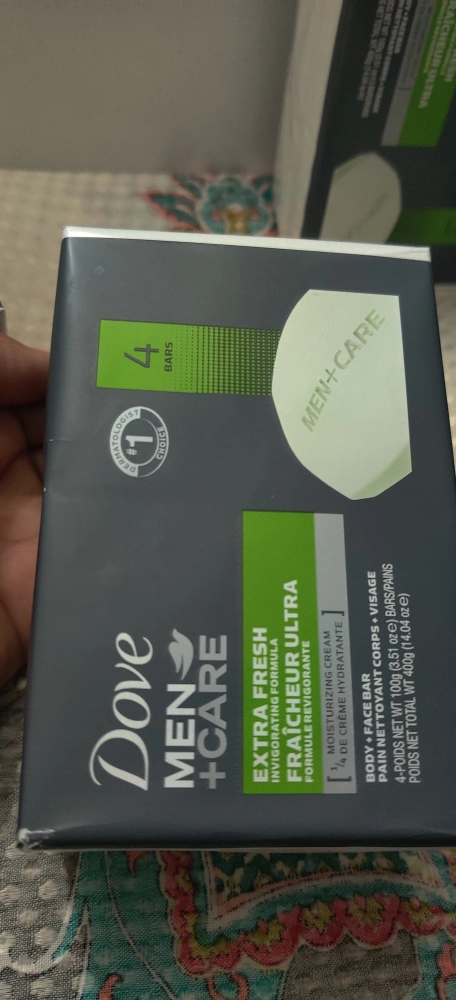 Dove
MEN
+CARE
EXTRA FRESH
INVIGORATING FORMULA
FRAÎCHEUR ULTRA
FORMULE REVIGORANTE
[ ¼ MOISTURIZING CREAM
DE CRÈME HYDRATANTE ]
BODY + FACE BAR
PAIN NETTOYANT CORPS + VISAGE
4-POIDS NET WT 100g (3.51 oz e) BARS/PAINS
POIDS NET TOTAL WT 400g (14.04 oz e)
DERMATOLOGIST
#1
CHOICE
4
BARS
MEN+CARE
FRAÎCHEUR ULTRA